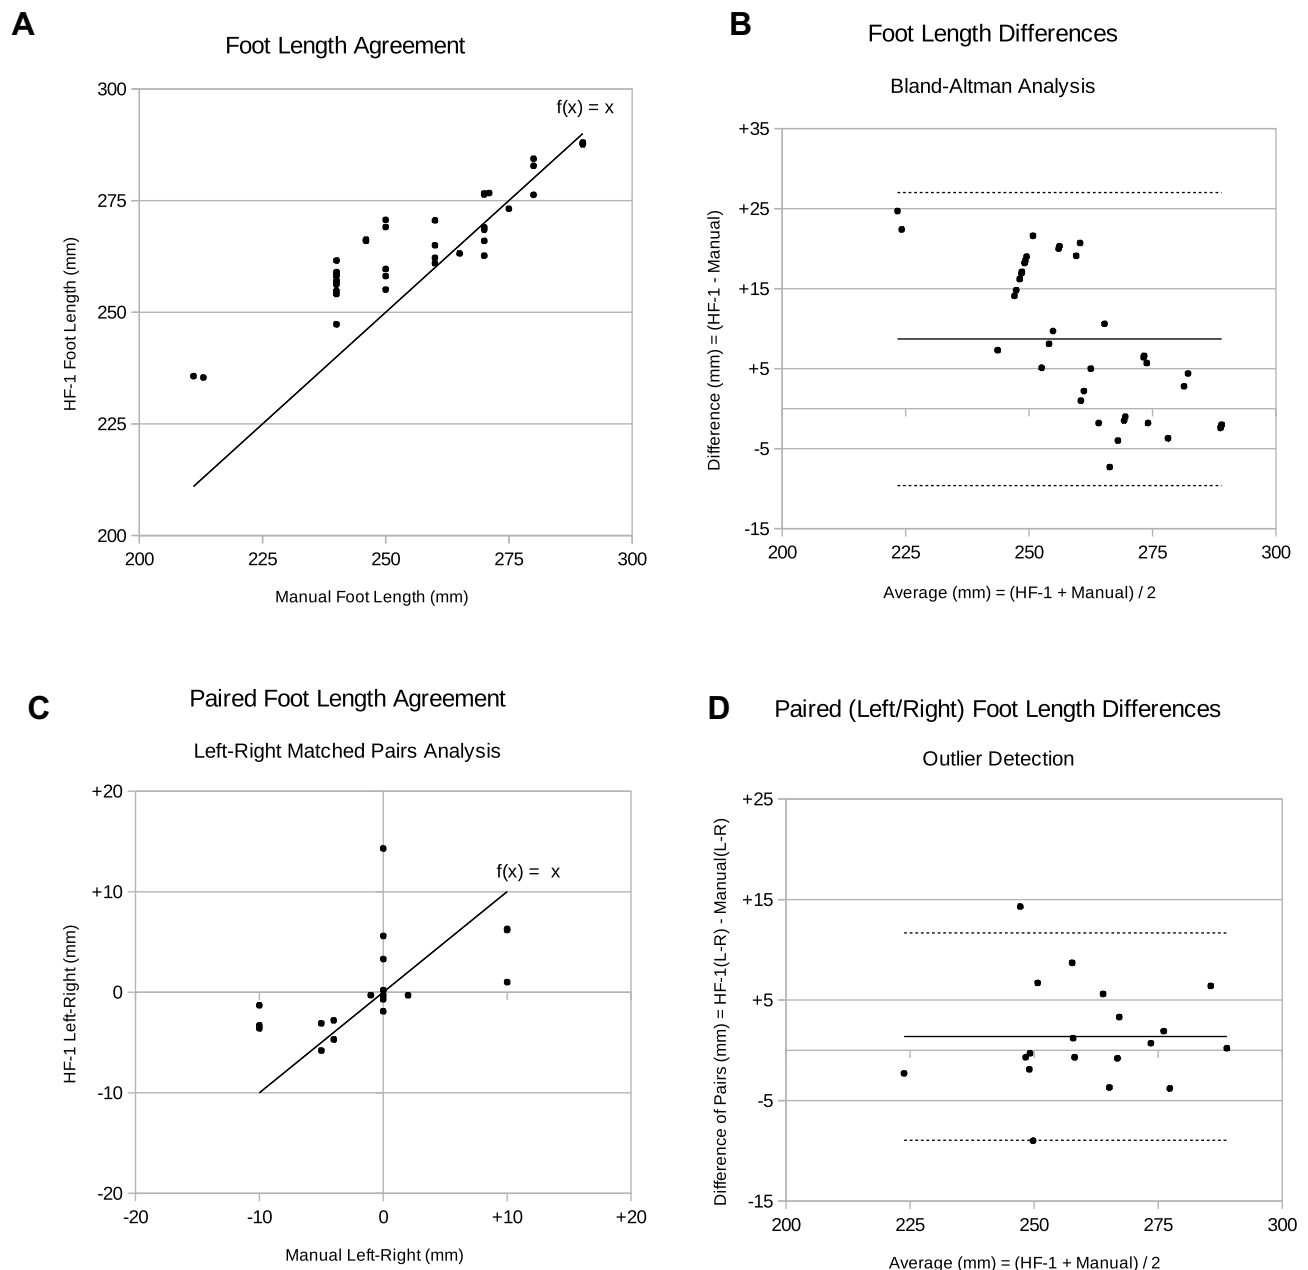 A
Foot Length Agreement
300
f(x) = x
275
250
225
200
200 225 250 275 300
HF-1 Foot Length (mm)
Manual Foot Length (mm)
B
Foot Length Differences
Bland-Altman Analysis
+35
+25
+15
+5
-5
-15
200 225 250 275 300
Difference (mm) = (HF-1 - Manual)
Average (mm) = (HF-1 + Manual) / 2
C
Paired Foot Length Agreement
Left-Right Matched Pairs Analysis
+20
f(x) = x
+10
0
-10
-20
-20 -10 0 +10 +20
HF-1 Left-Right (mm)
Manual Left-Right (mm)
D
Paired (Left/Right) Foot Length Differences
Outlier Detection
+25
+15
+5
-5
-15
200 225 250 275 300
Difference of Pairs (mm) = HF-1(L-R) - Manual(L-R)
Average (mm) = (HF-1 + Manual) / 2